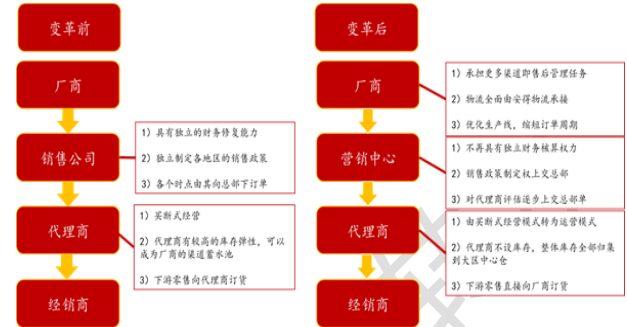 变革前
厂商
销售公司
1）具有独立的财务修复能力
2）独立制定各地区的销售政策
3）各个时点由其向总部下订单
代理商
1）买断式经营
2）代理商有较高的库存弹性，可以
成为厂商的渠道蓄水池
3）下游零售向代理商订货
经销商
变革后
厂商
1）承担更多渠道即售后管理任务
2）物流全面由安得物流承接
3）优化生产线，缩短订单周期
营销中心
1）不再具有独立财务核算权力
2）销售政策制定权上交总部
3）对代理商评估逐步上交总部单
代理商
1）由买断式经营模式转为运营模式
2）代理商不设库存，整体库存全部归集
到大区中心仓
3）下游零售直接向厂商订货
经销商